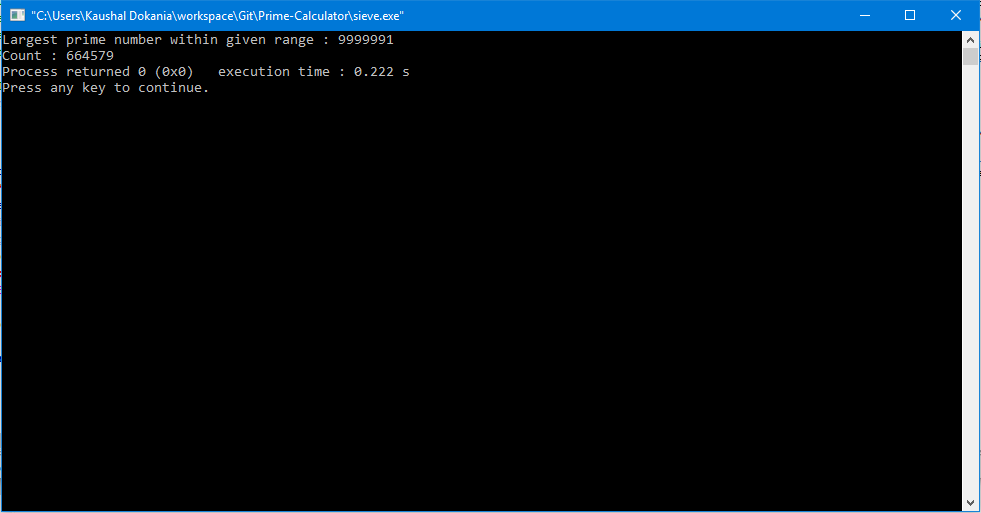 "C:\Users\Kaushal Dokania\workspace\Git\Prime-Calculator\sieve.exe"
Largest prime number within given range : 9999991
Count : 664579
Process returned 0 (0x0)   execution time : 0.222 s
Press any key to continue.